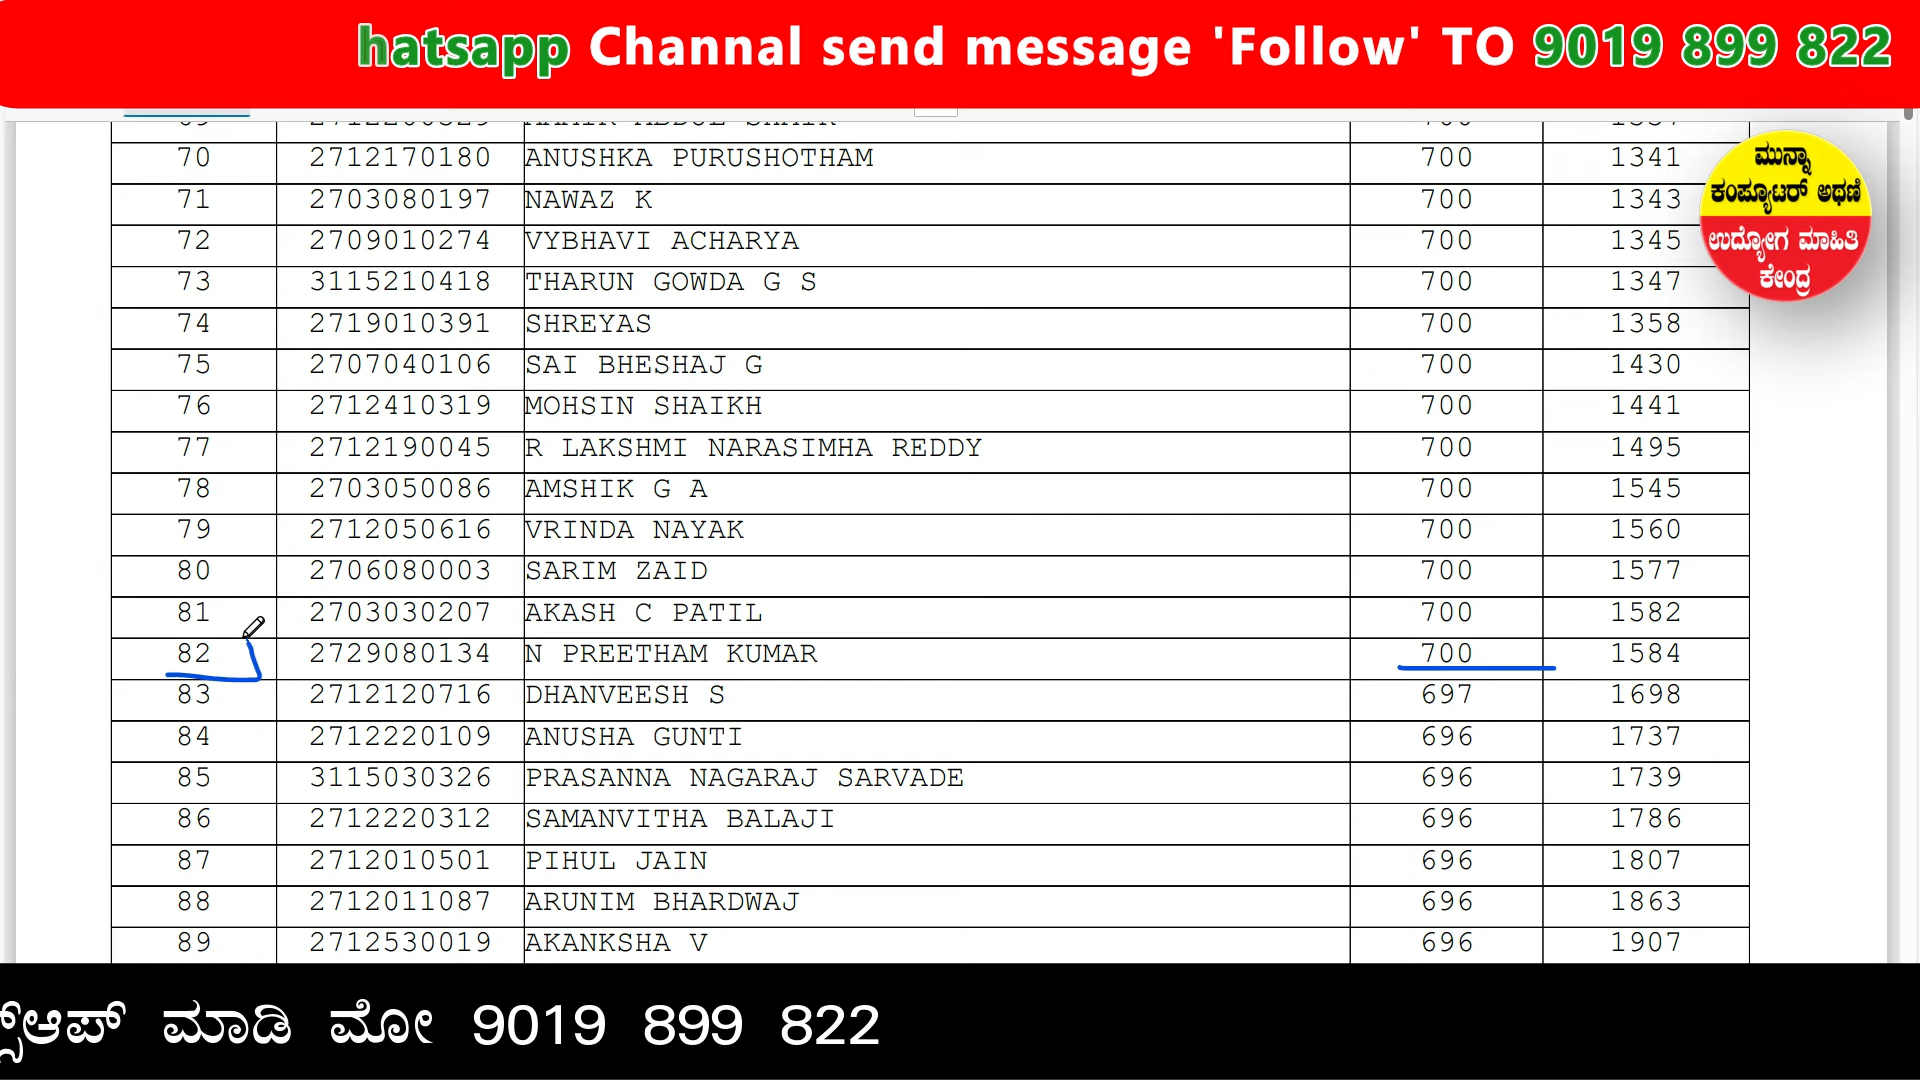 hatsapp Channal send message 'Follow' TO 9019 899 822
70 2712170180 ANUSHKA PURUSHOTHAM 700 1341
71 2703080197 NAWAZ K 700 1343
72 2709010274 VYBHAVI ACHARYA 700 1345
73 3115210418 THARUN GOWDA G S 700 1347
74 2719010391 SHREYAS 700 1358
75 2707040106 SAI BHESHAJ G 700 1430
76 2712410319 MOHSIN SHAIKH 700 1441
77 2712190045 R LAKSHMI NARASIMHA REDDY 700 1495
78 2703050086 AMSHIK G A 700 1545
79 2712050616 VRINDA NAYAK 700 1560
80 2706080003 SARIM ZAID 700 1577
81 2703030207 AKASH C PATIL 700 1582
82 2729080134 N PREETHAM KUMAR 700 1584
83 2712120716 DHANVEESH S 697 1698
84 2712220109 ANUSHA GUNTI 696 1737
85 3115030326 PRASANNA NAGARAJ SARVADE 696 1739
86 2712220312 SAMANVITHA BALAJI 696 1786
87 2712010501 PIHUL JAIN 696 1807
88 2712011087 ARUNIM BHARDWAJ 696 1863
89 2712530019 AKANKSHA V 696 1907
ಮುನ್ನಾ
ಕಂಪ್ಯೂಟರ್ ಅಥಣಿ
ಉದ್ಯೋಗ ಮಾಹಿತಿ
ಕೇಂದ್ರ
ಮಾಡಿ ಮೋ 9019 899 822